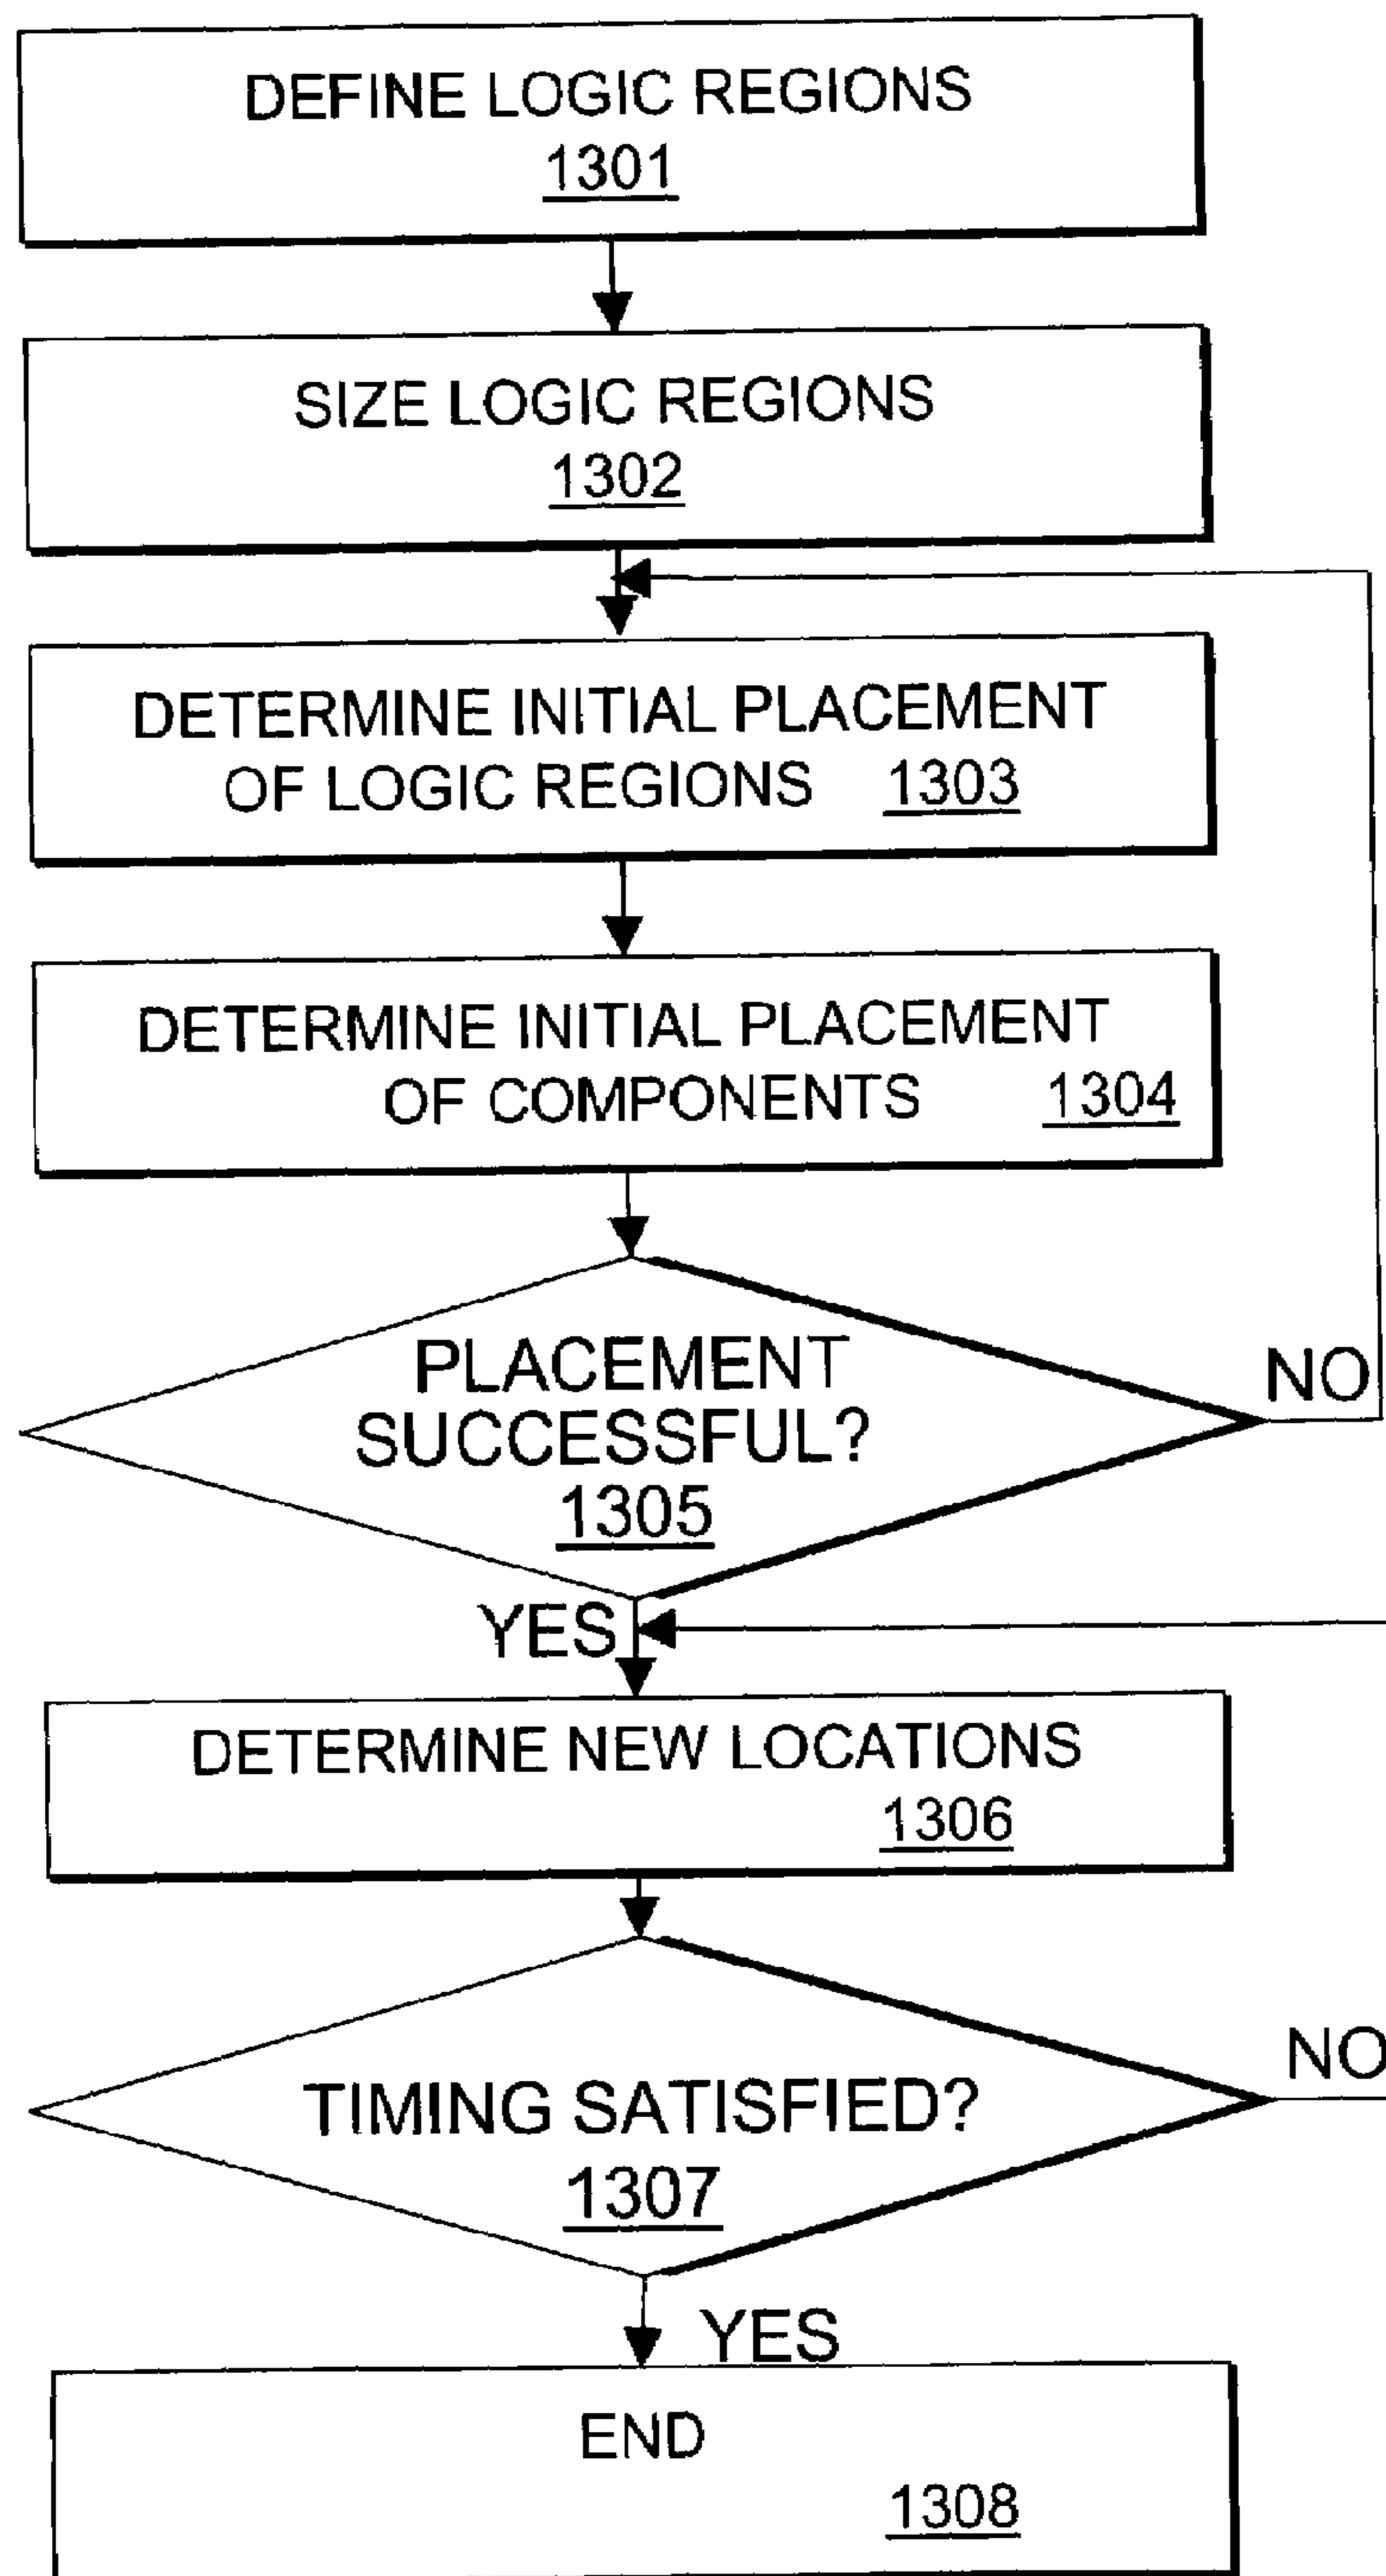 DEFINE LOGIC REGIONS
1301
SIZE LOGIC REGIONS
1302
DETERMINE INITIAL PLACEMENT
OF LOGIC REGIONS 1303
DETERMINE INITIAL PLACEMENT
OF COMPONENTS 1304
PLACEMENT
SUCCESSFUL?
1305
NO
YES
DETERMINE NEW LOCATIONS
1306
TIMING SATISFIED?
1307
NO
YES
END
1308